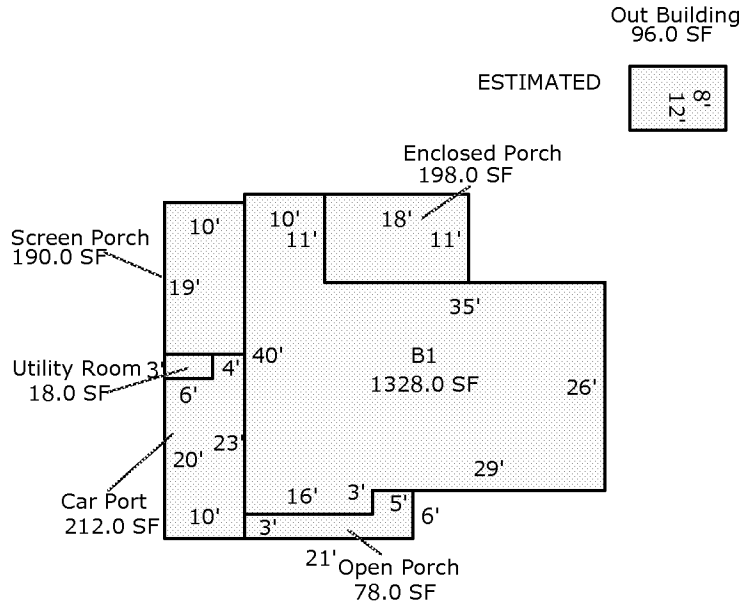 Out Building
96.0 SF
ESTIMATED
8'
12'
Enclosed Porch
198.0 SF
10'
10'
18'
11'
11'
Screen Porch
190.0 SF
19'
35'
40'
B1
1328.0 SF
Utility Room
18.0 SF
3'
4'
6'
26'
23'
20'
29'
Car Port
212.0 SF
16'
3'
5'
10'
3'
6'
21'
Open Porch
78.0 SF